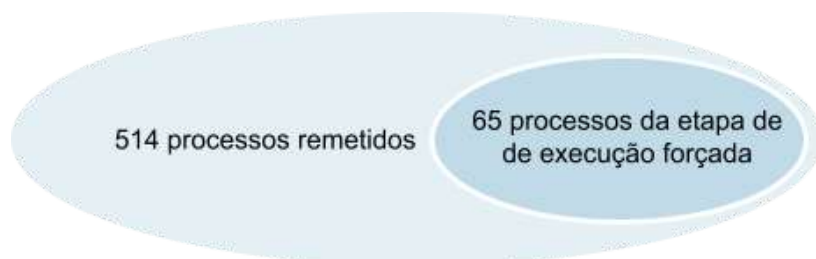 514 processos remetidos
65 processos da etapa de
de execução forçada